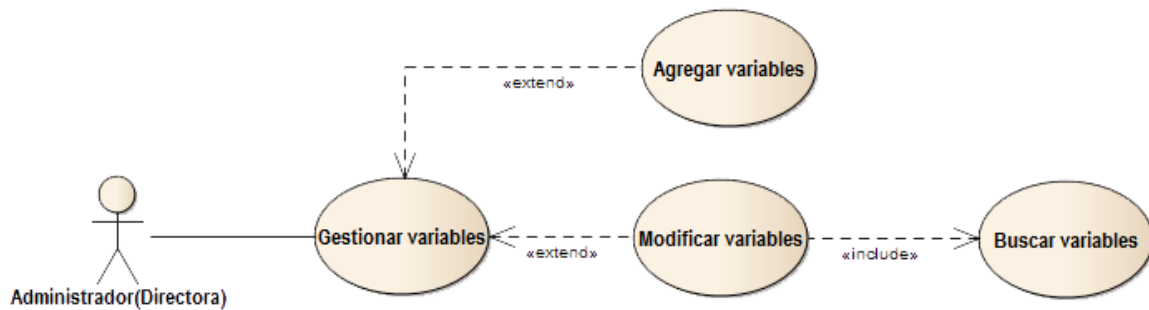 Agregar variables
«extend»
Gestionar variables
«extend»
Modificar variables
«include»
Buscar variables
Administrador(Directora)